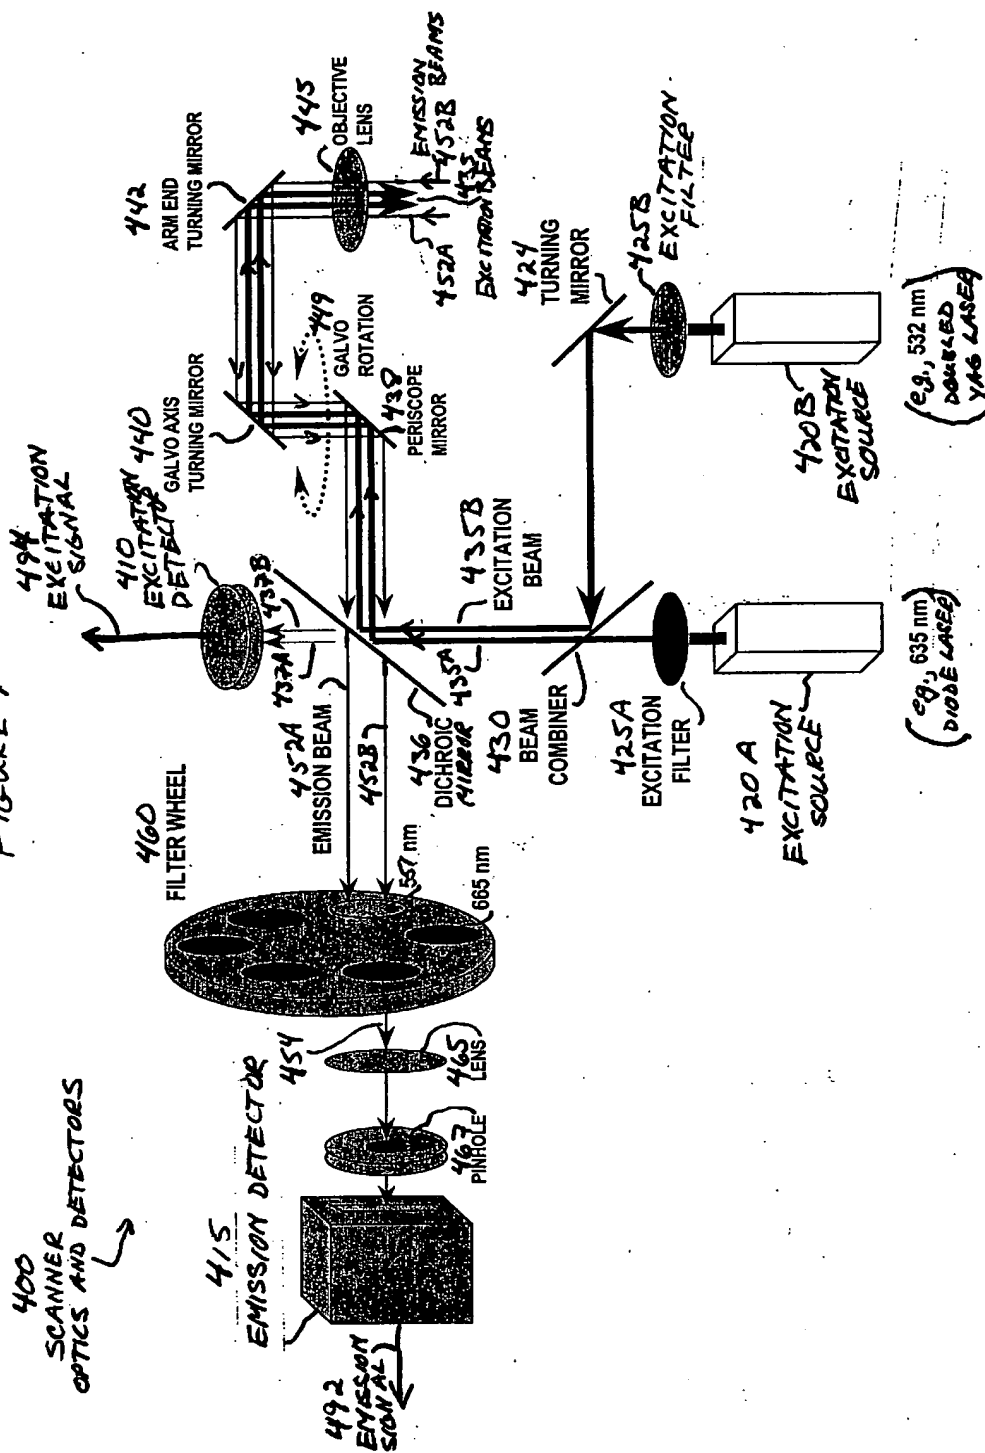 FIGURE 4
400
SCANNER
OPTICS AND DETECTORS
494
EXCITATION
SIGNAL
410
EXCITATION
DETECTOR
440
GALVO AXIS
TURNING MIRROR
442
ARM END
TURNING MIRROR
445
OBJECTIVE
LENS
EMISSION
452B BEAMS
435
EXCITATION BEAMS
452A
449
GALVO
ROTATION
438
PERISCOPE
MIRROR
437B
437A
460
FILTER WHEEL
452A
EMISSION BEAM
452B
436
DICHROIC
MIRROR
435A
435B
EXCITATION
BEAM
430
BEAM
COMBINER
424
TURNING
MIRROR
425B
EXCITATION
FILTER
425A
EXCITATION
FILTER
420A
EXCITATION
SOURCE
(e.g., 635 nm
DIODE LASER)
420B
EXCITATION
SOURCE
(e.g., 532 nm
DOUBLED
YAG LASER)
557 nm
665 nm
454
465
LENS
467
PINHOLE
415
EMISSION DETECTOR
492
EMISSION
SIGNAL